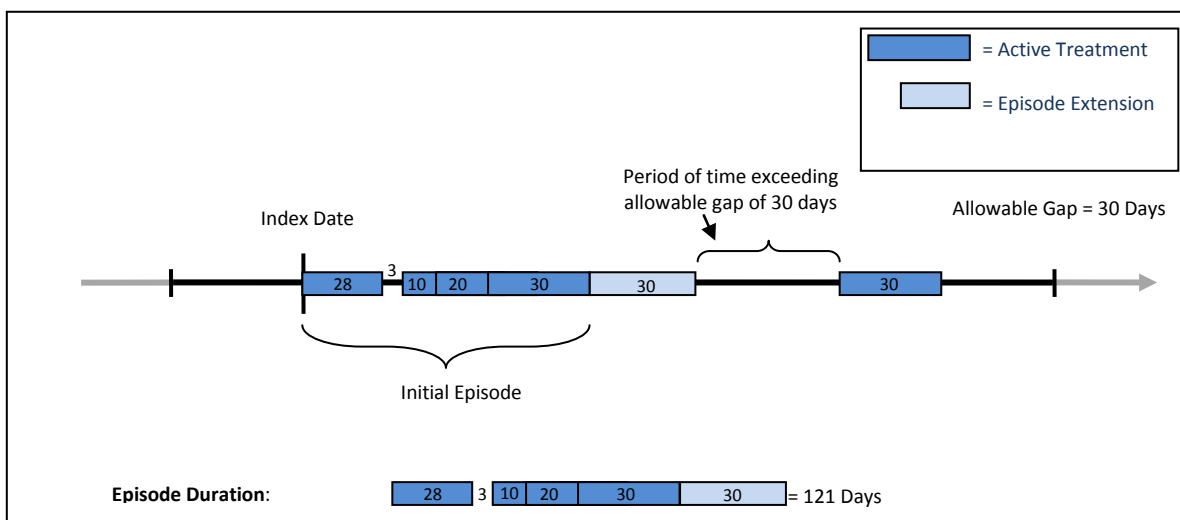 = Active Treatment
= Episode Extension
Period of time exceeding
allowable gap of 30 days
Allowable Gap = 30 Days
Index Date
28 3 10 20 30 30 30
Initial Episode
Episode Duration: 28 3 10 20 30 30 = 121 Days